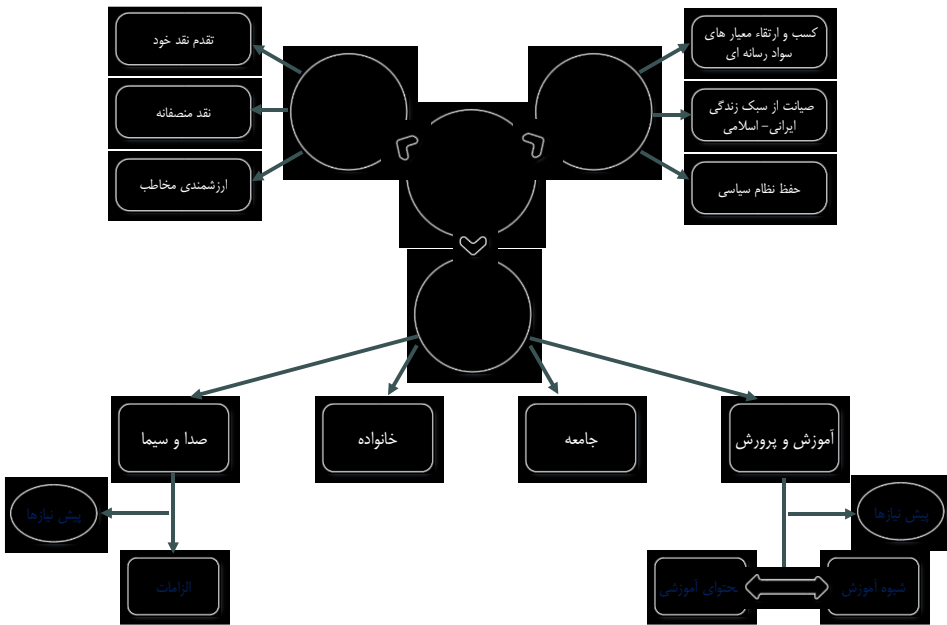 کسب و ارتقاء معیار های
سواد رسانه ای
تقدم نقد خود
صیانت از سبک زندگی
ایرانی- اسلامی
نقد منصفانه
حفظ نظام سیاسی
ارزشمندی مخاطب
آموزش و پرورش
جامعه
خانواده
صدا و سیما
پیش نیازها
پیش نیازها
شیوه آموزش
محتوای آموزشی
الزامات